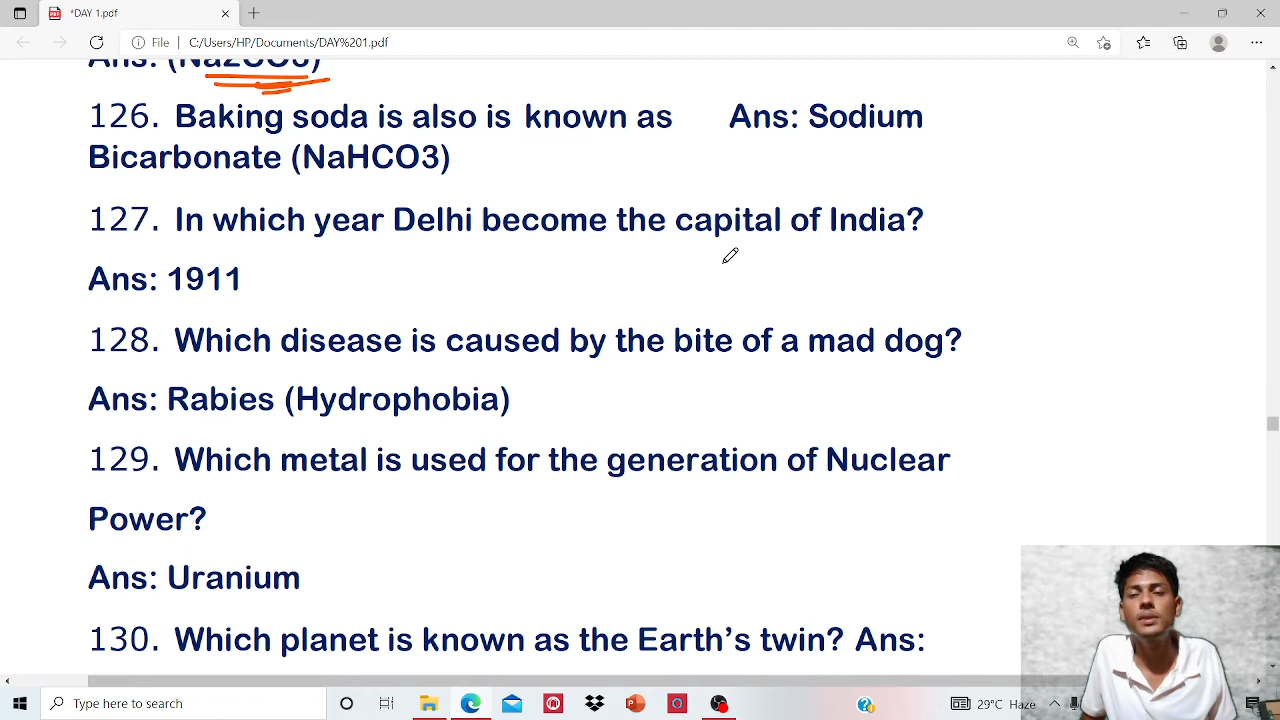 *DAY 1.pdf
File | C:/Users/HP/Documents/DAY%201.pdf
Ans: (Na2CO3)
126. Baking soda is also is known as Ans: Sodium
Bicarbonate (NaHCO3)
127. In which year Delhi become the capital of India?
Ans: 1911
128. Which disease is caused by the bite of a mad dog?
Ans: Rabies (Hydrophobia)
129. Which metal is used for the generation of Nuclear
Power?
Ans: Uranium
130. Which planet is known as the Earth’s twin? Ans:
Type here to search
29°C Haze